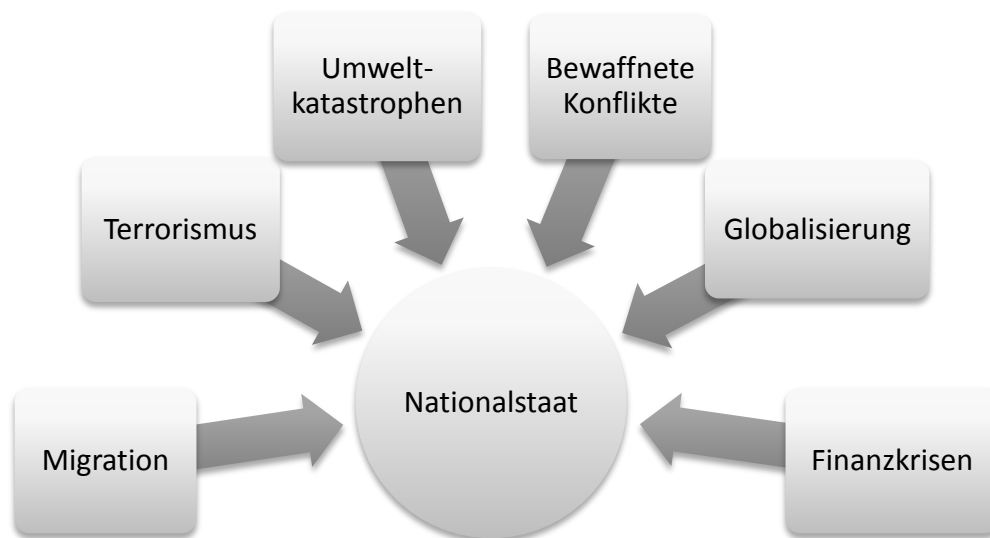 Umwelt-
katastrophen
Bewaffnete
Konflikte
Terrorismus
Globalisierung
Nationalstaat
Migration
Finanzkrisen